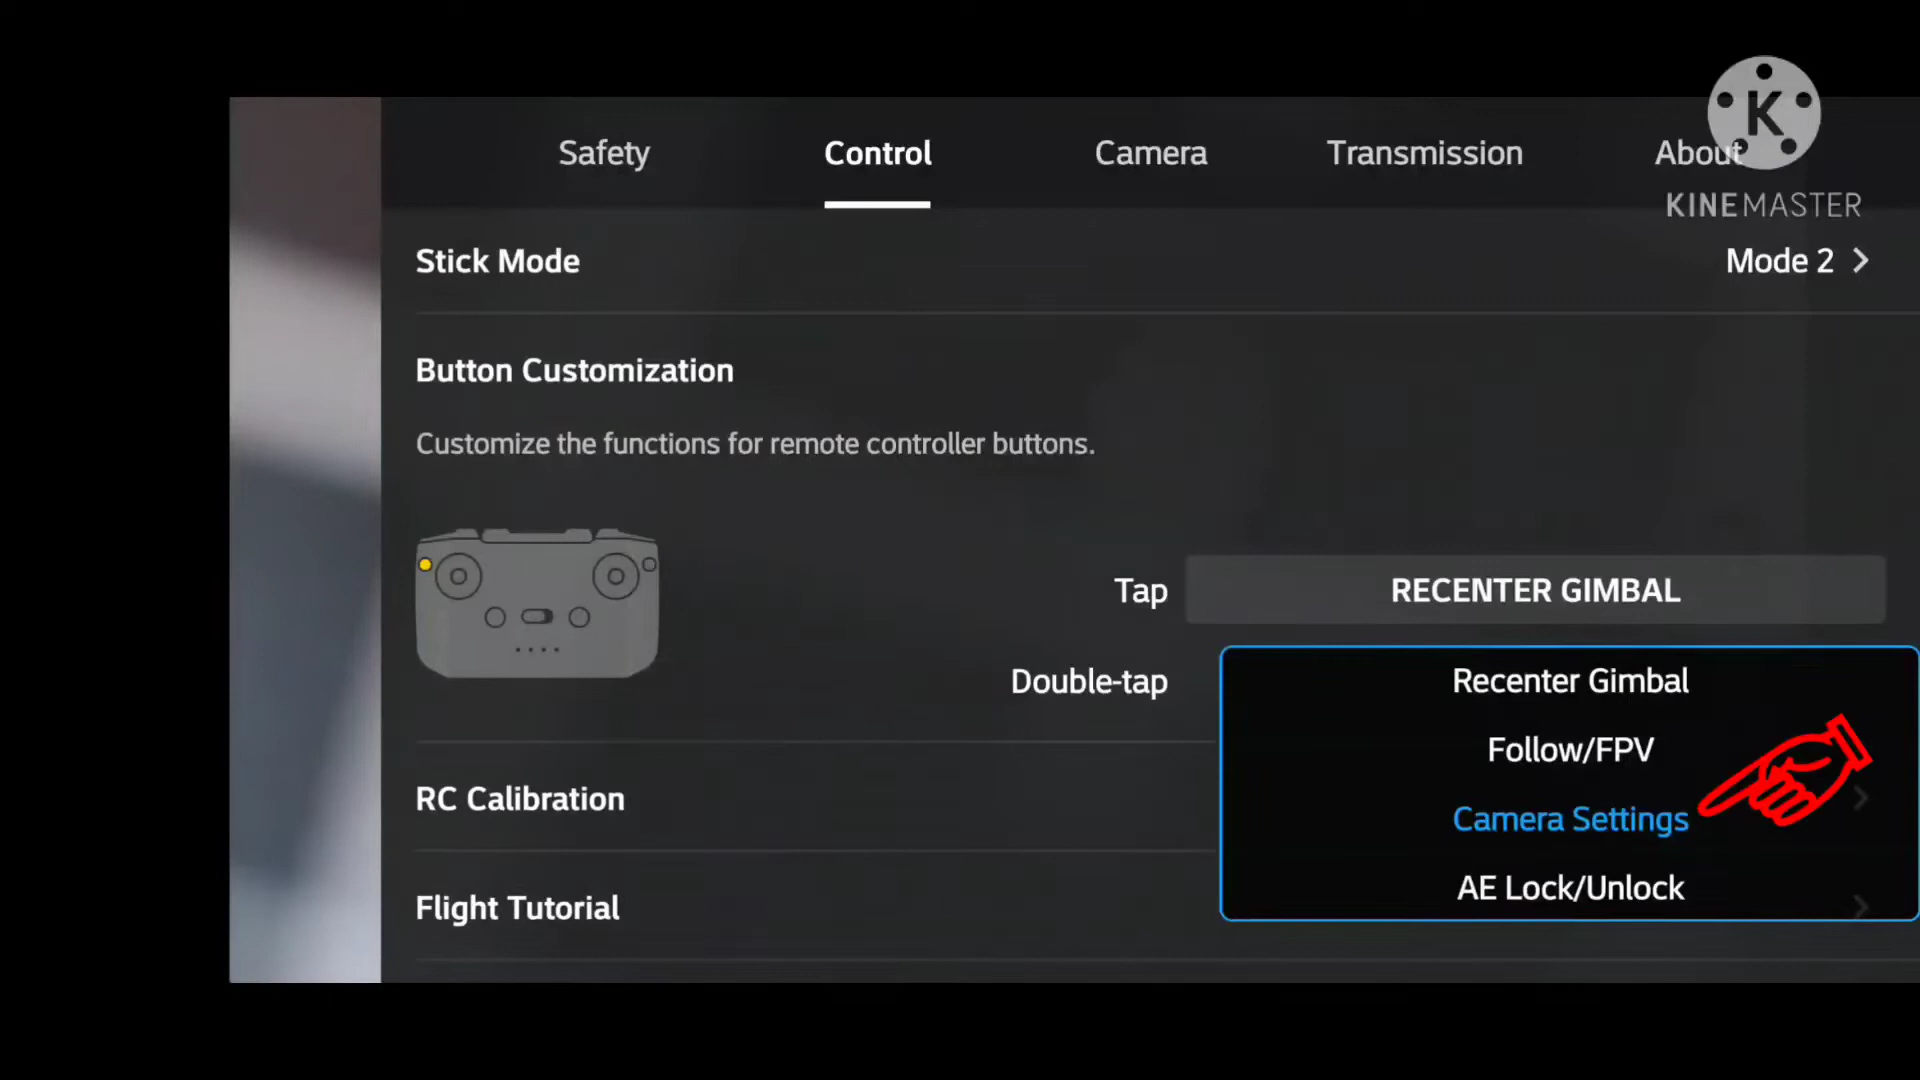 Safety Control Camera Transmission About
K
KINEMASTER
Stick Mode Mode 2
Button Customization
Customize the functions for remote controller buttons.
Tap RECENTER GIMBAL
Double-tap Recenter Gimbal
Follow/FPV
RC Calibration
Camera Settings
AE Lock/Unlock
Flight Tutorial